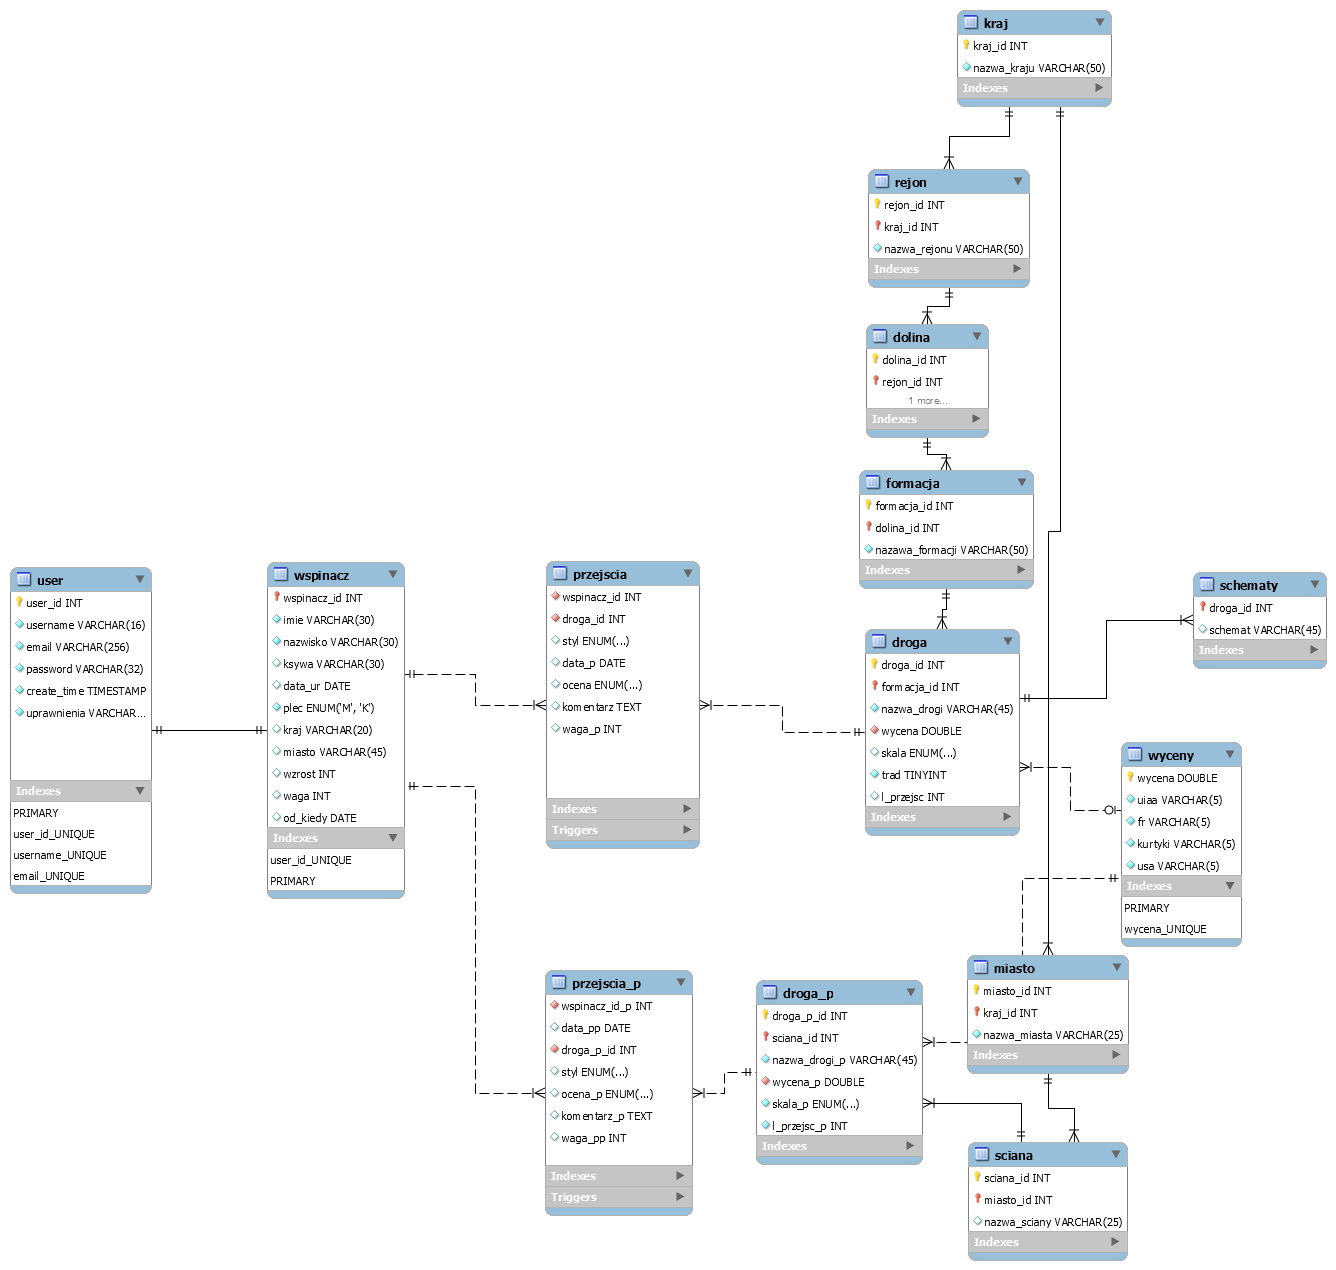 kraj
kraj_id INT
nazwa_kraju VARCHAR(50)
Indexes
rejon
rejon_id INT
kraj_id INT
nazwa_rejonu VARCHAR(50)
Indexes
dolina
dolina_id INT
rejon_id INT
1 more...
Indexes
formacja
formacja_id INT
dolina_id INT
nazawa_formacji VARCHAR(50)
Indexes
user
user_id INT
username VARCHAR(16)
email VARCHAR(256)
password VARCHAR(32)
create_time TIMESTAMP
uprawnienia VARCHAR...
Indexes
PRIMARY
user_id_UNIQUE
username_UNIQUE
email_UNIQUE
wspinacz
wspinacz_id INT
imie VARCHAR(30)
nazwisko VARCHAR(30)
ksywa VARCHAR(30)
data_ur DATE
plec ENUM('M', 'K')
kraj VARCHAR(20)
miasto VARCHAR(45)
wzrost INT
waga INT
od_kiedy DATE
Indexes
user_id_UNIQUE
PRIMARY
przejscia
wspinacz_id INT
droga_id INT
styl ENUM(...)
data_p DATE
ocena ENUM(...)
komentarz TEXT
waga_p INT
Indexes
Triggers
droga
droga_id INT
formacja_id INT
nazwa_drogi VARCHAR(45)
wycena DOUBLE
skala ENUM(...)
trad TINYINT
l_przejsc INT
Indexes
schematy
droga_id INT
schemat VARCHAR(45)
Indexes
wyceny
wycena DOUBLE
uiaa VARCHAR(5)
fr VARCHAR(5)
kurtyki VARCHAR(5)
usa VARCHAR(5)
Indexes
PRIMARY
wycena_UNIQUE
przejscia_p
wspinacz_id_p INT
data_pp DATE
droga_p_id INT
styl ENUM(...)
ocena_p ENUM(...)
komentarz_p TEXT
waga_pp INT
Indexes
Triggers
droga_p
droga_p_id INT
sciana_id INT
nazwa_drogi_p VARCHAR(45)
wycena_p DOUBLE
skala_p ENUM(...)
l_przejsc_p INT
Indexes
miasto
miasto_id INT
kraj_id INT
nazwa_miasta VARCHAR(25)
Indexes
sciana
sciana_id INT
miasto_id INT
nazwa_sciany VARCHAR(25)
Indexes